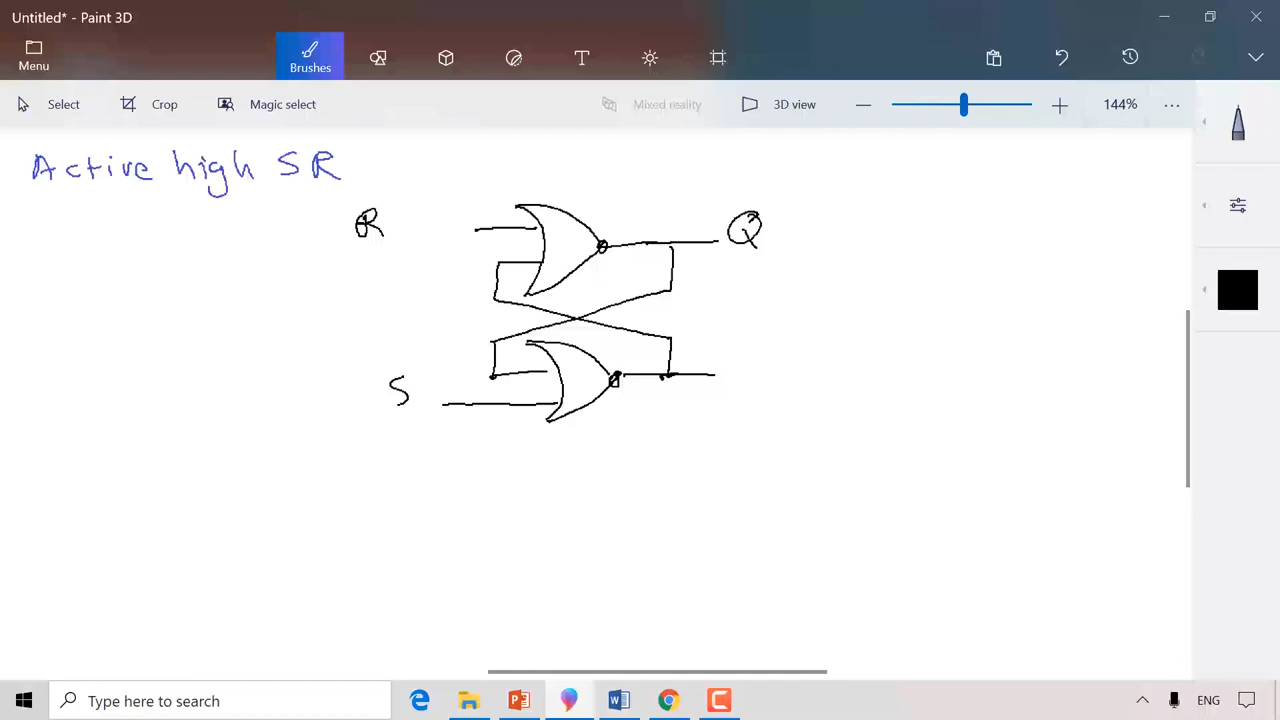 Untitled* - Paint 3D
Menu
Brushes
Select Crop Magic select Mixed reality 3D view 144%
Active high SR
R
Q
S
Type here to search
ENG